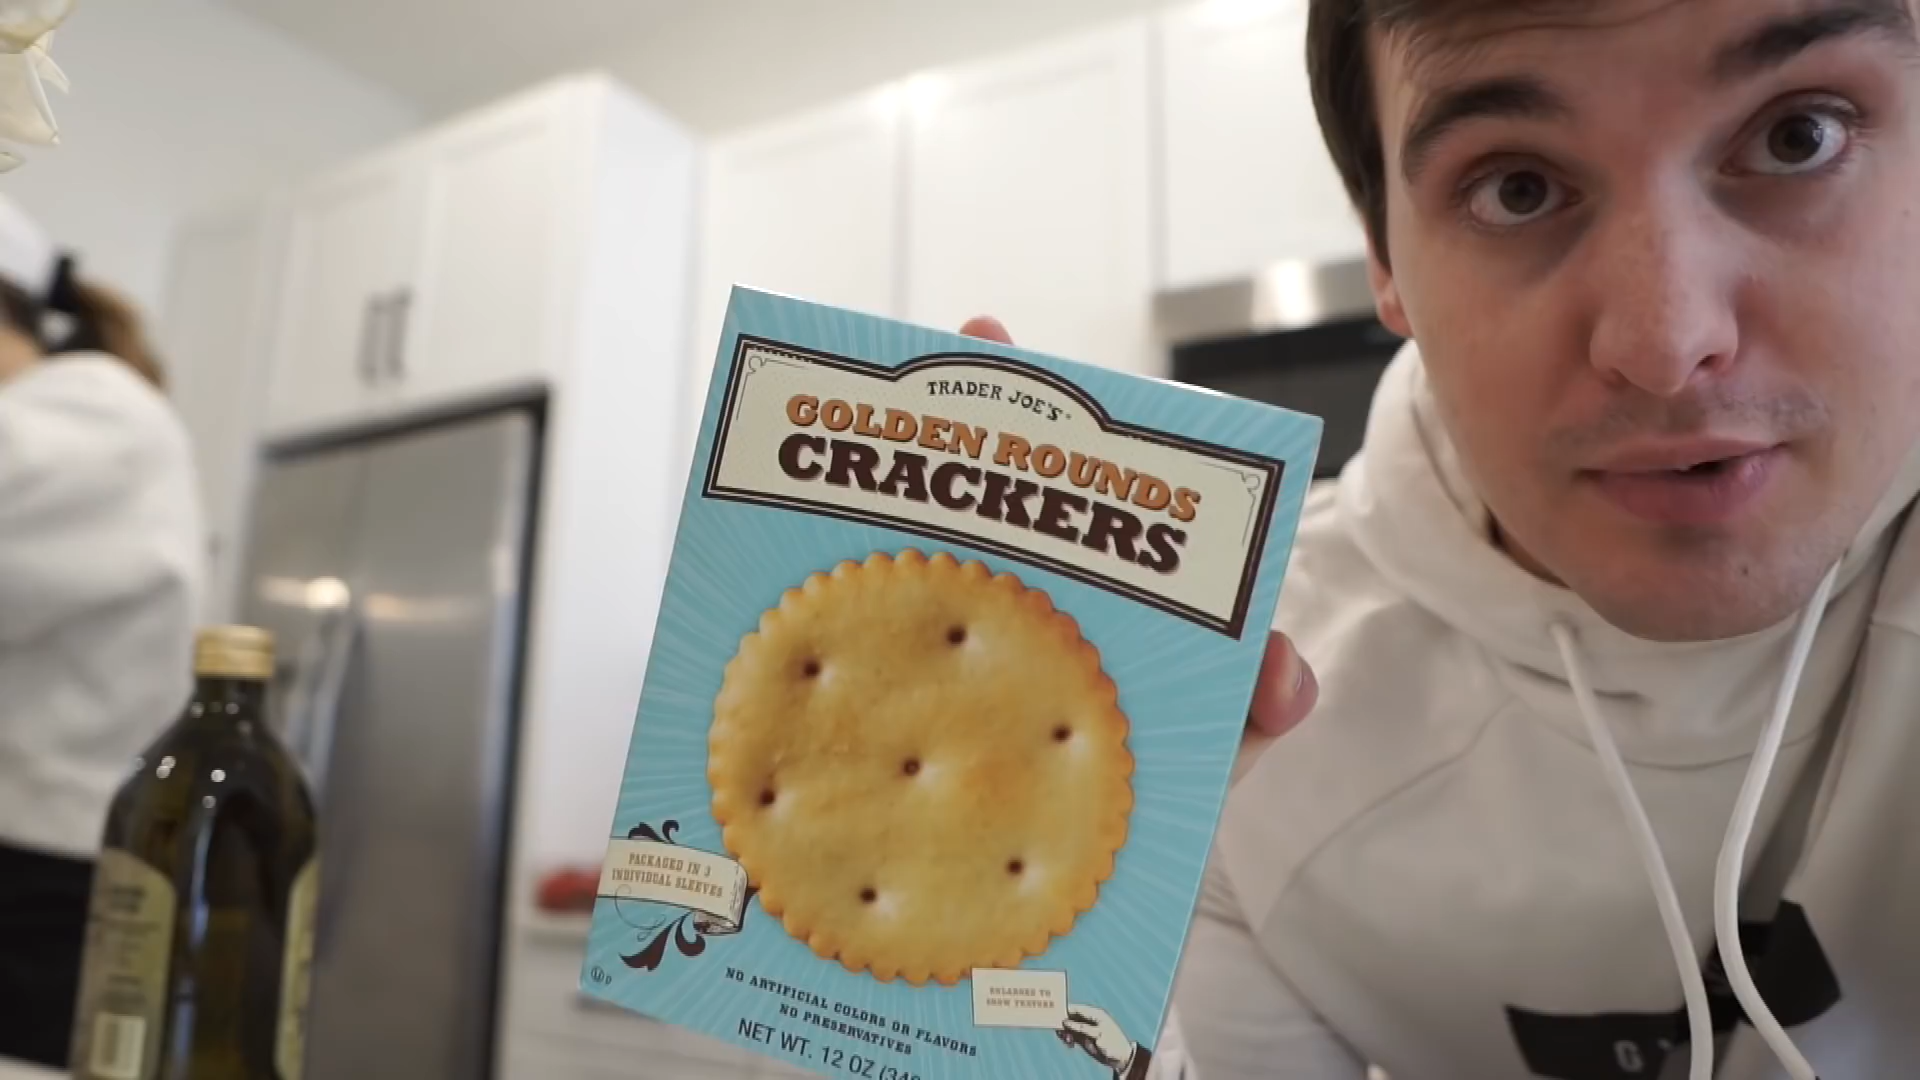 TRADER JOE'S
GOLDEN ROUNDS
CRACKERS
PACKAGED IN 3
INDIVIDUAL SLEEVES
ENLARGED TO
SHOW TEXTURE
NO ARTIFICIAL COLORS OR FLAVORS
NO PRESERVATIVES
NET WT. 12 OZ (340